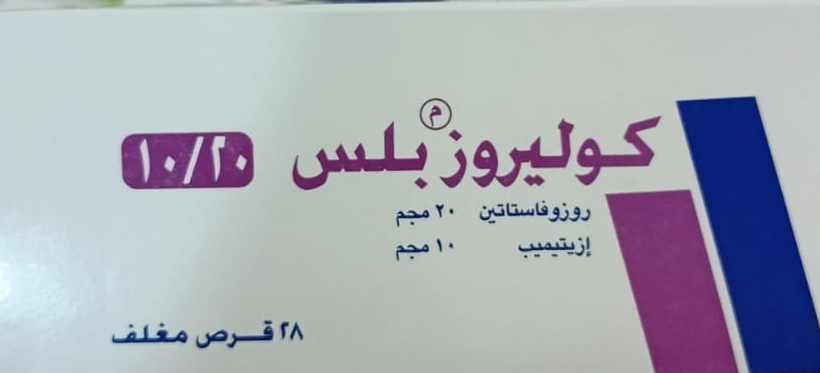 كوليروز بلس م ١٠/٢٠
روزوفاستاتين ٢٠ مجم
إزيتيميب ١٠ مجم
٢٨ قرص مغلف